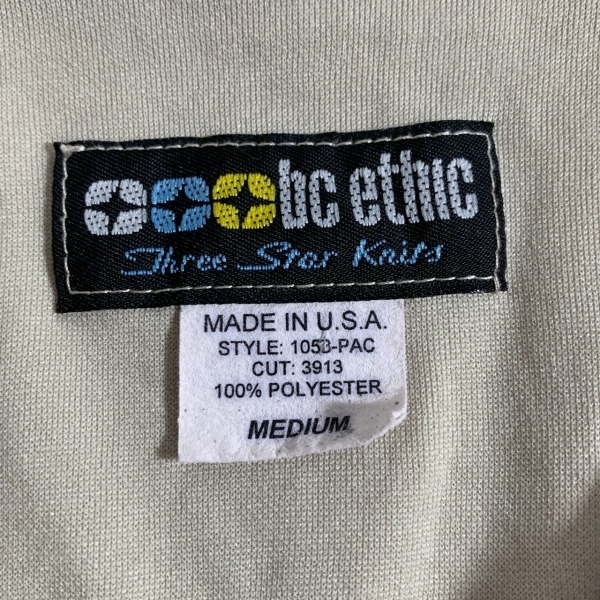 bc ethic
Three Star Knits
MADE IN U.S.A.
STYLE: 1053-PAC
CUT: 3913
100% POLYESTER
MEDIUM